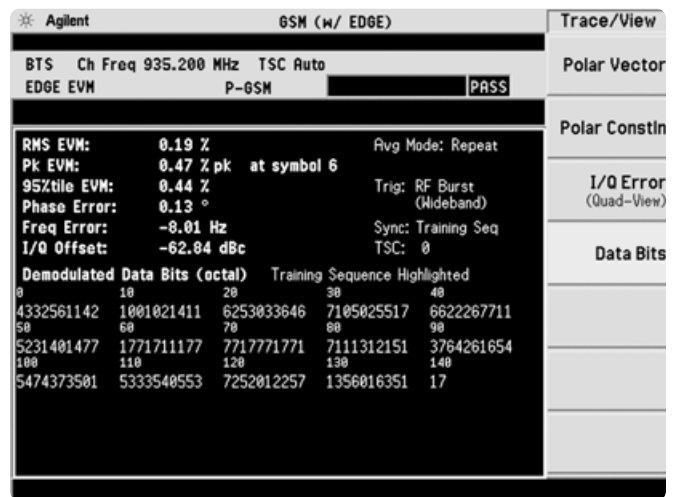 Agilent GSM (w/ EDGE) Trace/View
BTS Ch Freq 935.200 MHz TSC Auto
EDGE EVM P-GSM PASS
Polar Vector
Polar Constln
I/Q Error
(Quad-View)
Data Bits
RMS EVM: 0.19 % Avg Mode: Repeat
Pk EVM: 0.47 % pk at symbol 6
95%tile EVM: 0.44 % Trig: RF Burst
Phase Error: 0.13 ° (Wideband)
Freq Error: -8.01 Hz Sync: Training Seq
I/Q Offset: -62.84 dBc TSC: 0
Demodulated Data Bits (octal) Training Sequence Highlighted
0 10 20 30 40
4332561142 1001021411 6253033646 7105025517 6622267711
50 60 70 80 90
5231401477 1771711177 7717771771 7111312151 3764261654
100 110 120 130 140
5474373501 5333540553 7252012257 1356016351 17